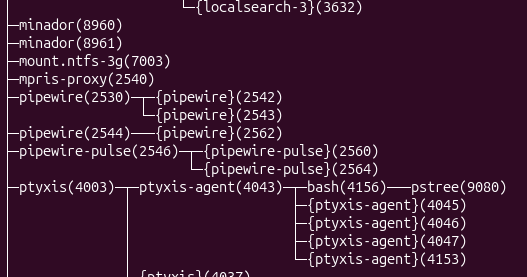 └─{localsearch-3}(3632)
├─minador(8960)
├─minador(8961)
├─mount.ntfs-3g(7003)
├─mpris-proxy(2540)
├─pipewire(2530)─┬─{pipewire}(2542)
│                └─{pipewire}(2543)
├─pipewire(2544)───{pipewire}(2562)
├─pipewire-pulse(2546)─┬─{pipewire-pulse}(2560)
│                      └─{pipewire-pulse}(2564)
├─ptyxis(4003)─┬─ptyxis-agent(4043)─┬─bash(4156)───pstree(9080)
│              │                    ├─{ptyxis-agent}(4045)
│              │                    ├─{ptyxis-agent}(4046)
│              │                    ├─{ptyxis-agent}(4047)
│              │                    └─{ptyxis-agent}(4153)
│              ├─{ptyxis}(4037)